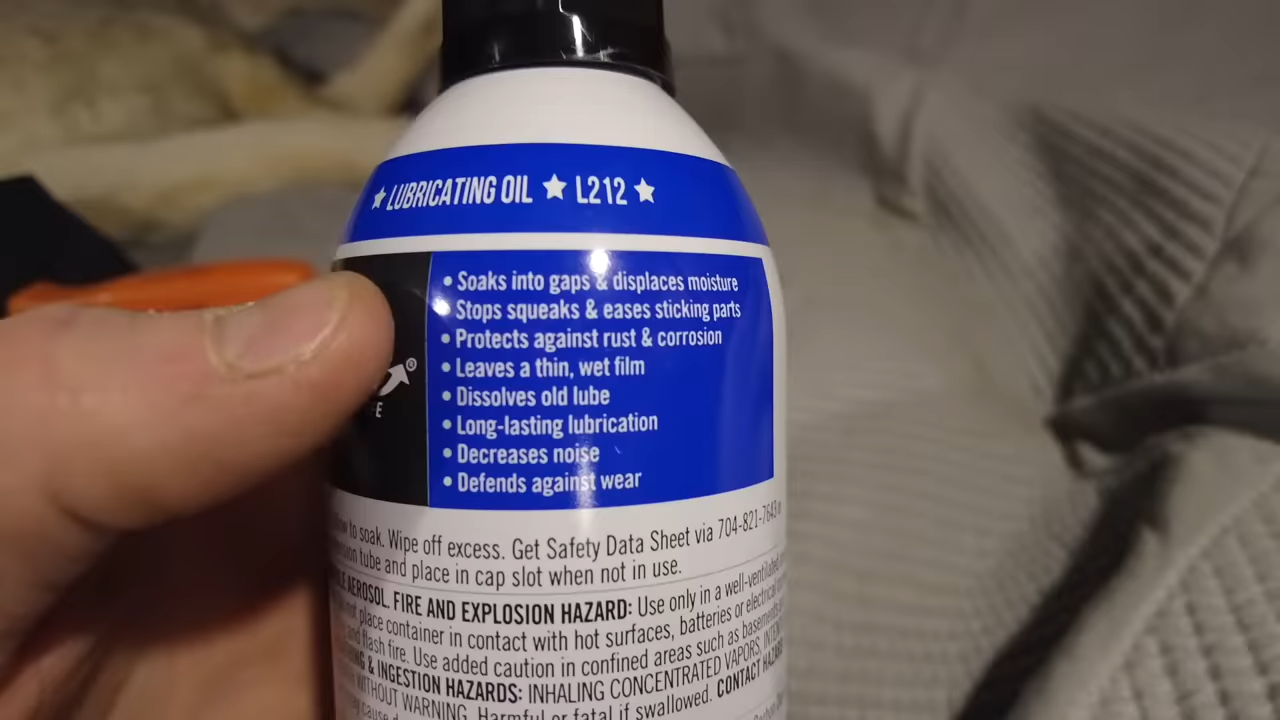 ★ LUBRICATING OIL ★ L212 ★
• Soaks into gaps & displaces moisture
• Stops squeaks & eases sticking parts
• Protects against rust & corrosion
• Leaves a thin, wet film
• Dissolves old lube
• Long-lasting lubrication
• Decreases noise
• Defends against wear
to soak. Wipe off excess. Get Safety Data Sheet via 704-821-7643
tube and place in cap slot when not in use.
AEROSOL. FIRE AND EXPLOSION HAZARD: Use only in a well-ventilated
not place container in contact with hot surfaces, batteries or electrical
and flash fire. Use added caution in confined areas such as basements
& INGESTION HAZARDS: INHALING CONCENTRATED VAPORS,
WITHOUT WARNING. Harmful or fatal if swallowed. CONTACT
cause